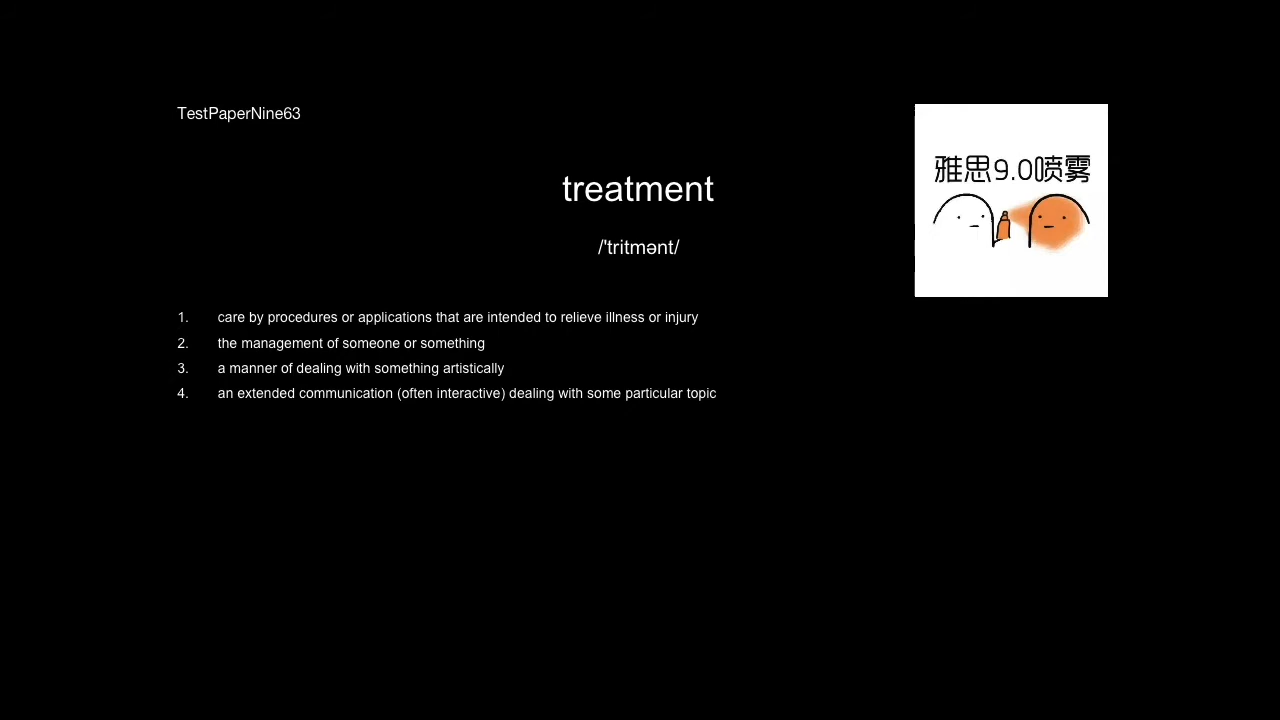 TestPaperNine63
雅思9.0喷雾
treatment
/'tritmənt/
1. care by procedures or applications that are intended to relieve illness or injury
2. the management of someone or something
3. a manner of dealing with something artistically
4. an extended communication (often interactive) dealing with some particular topic